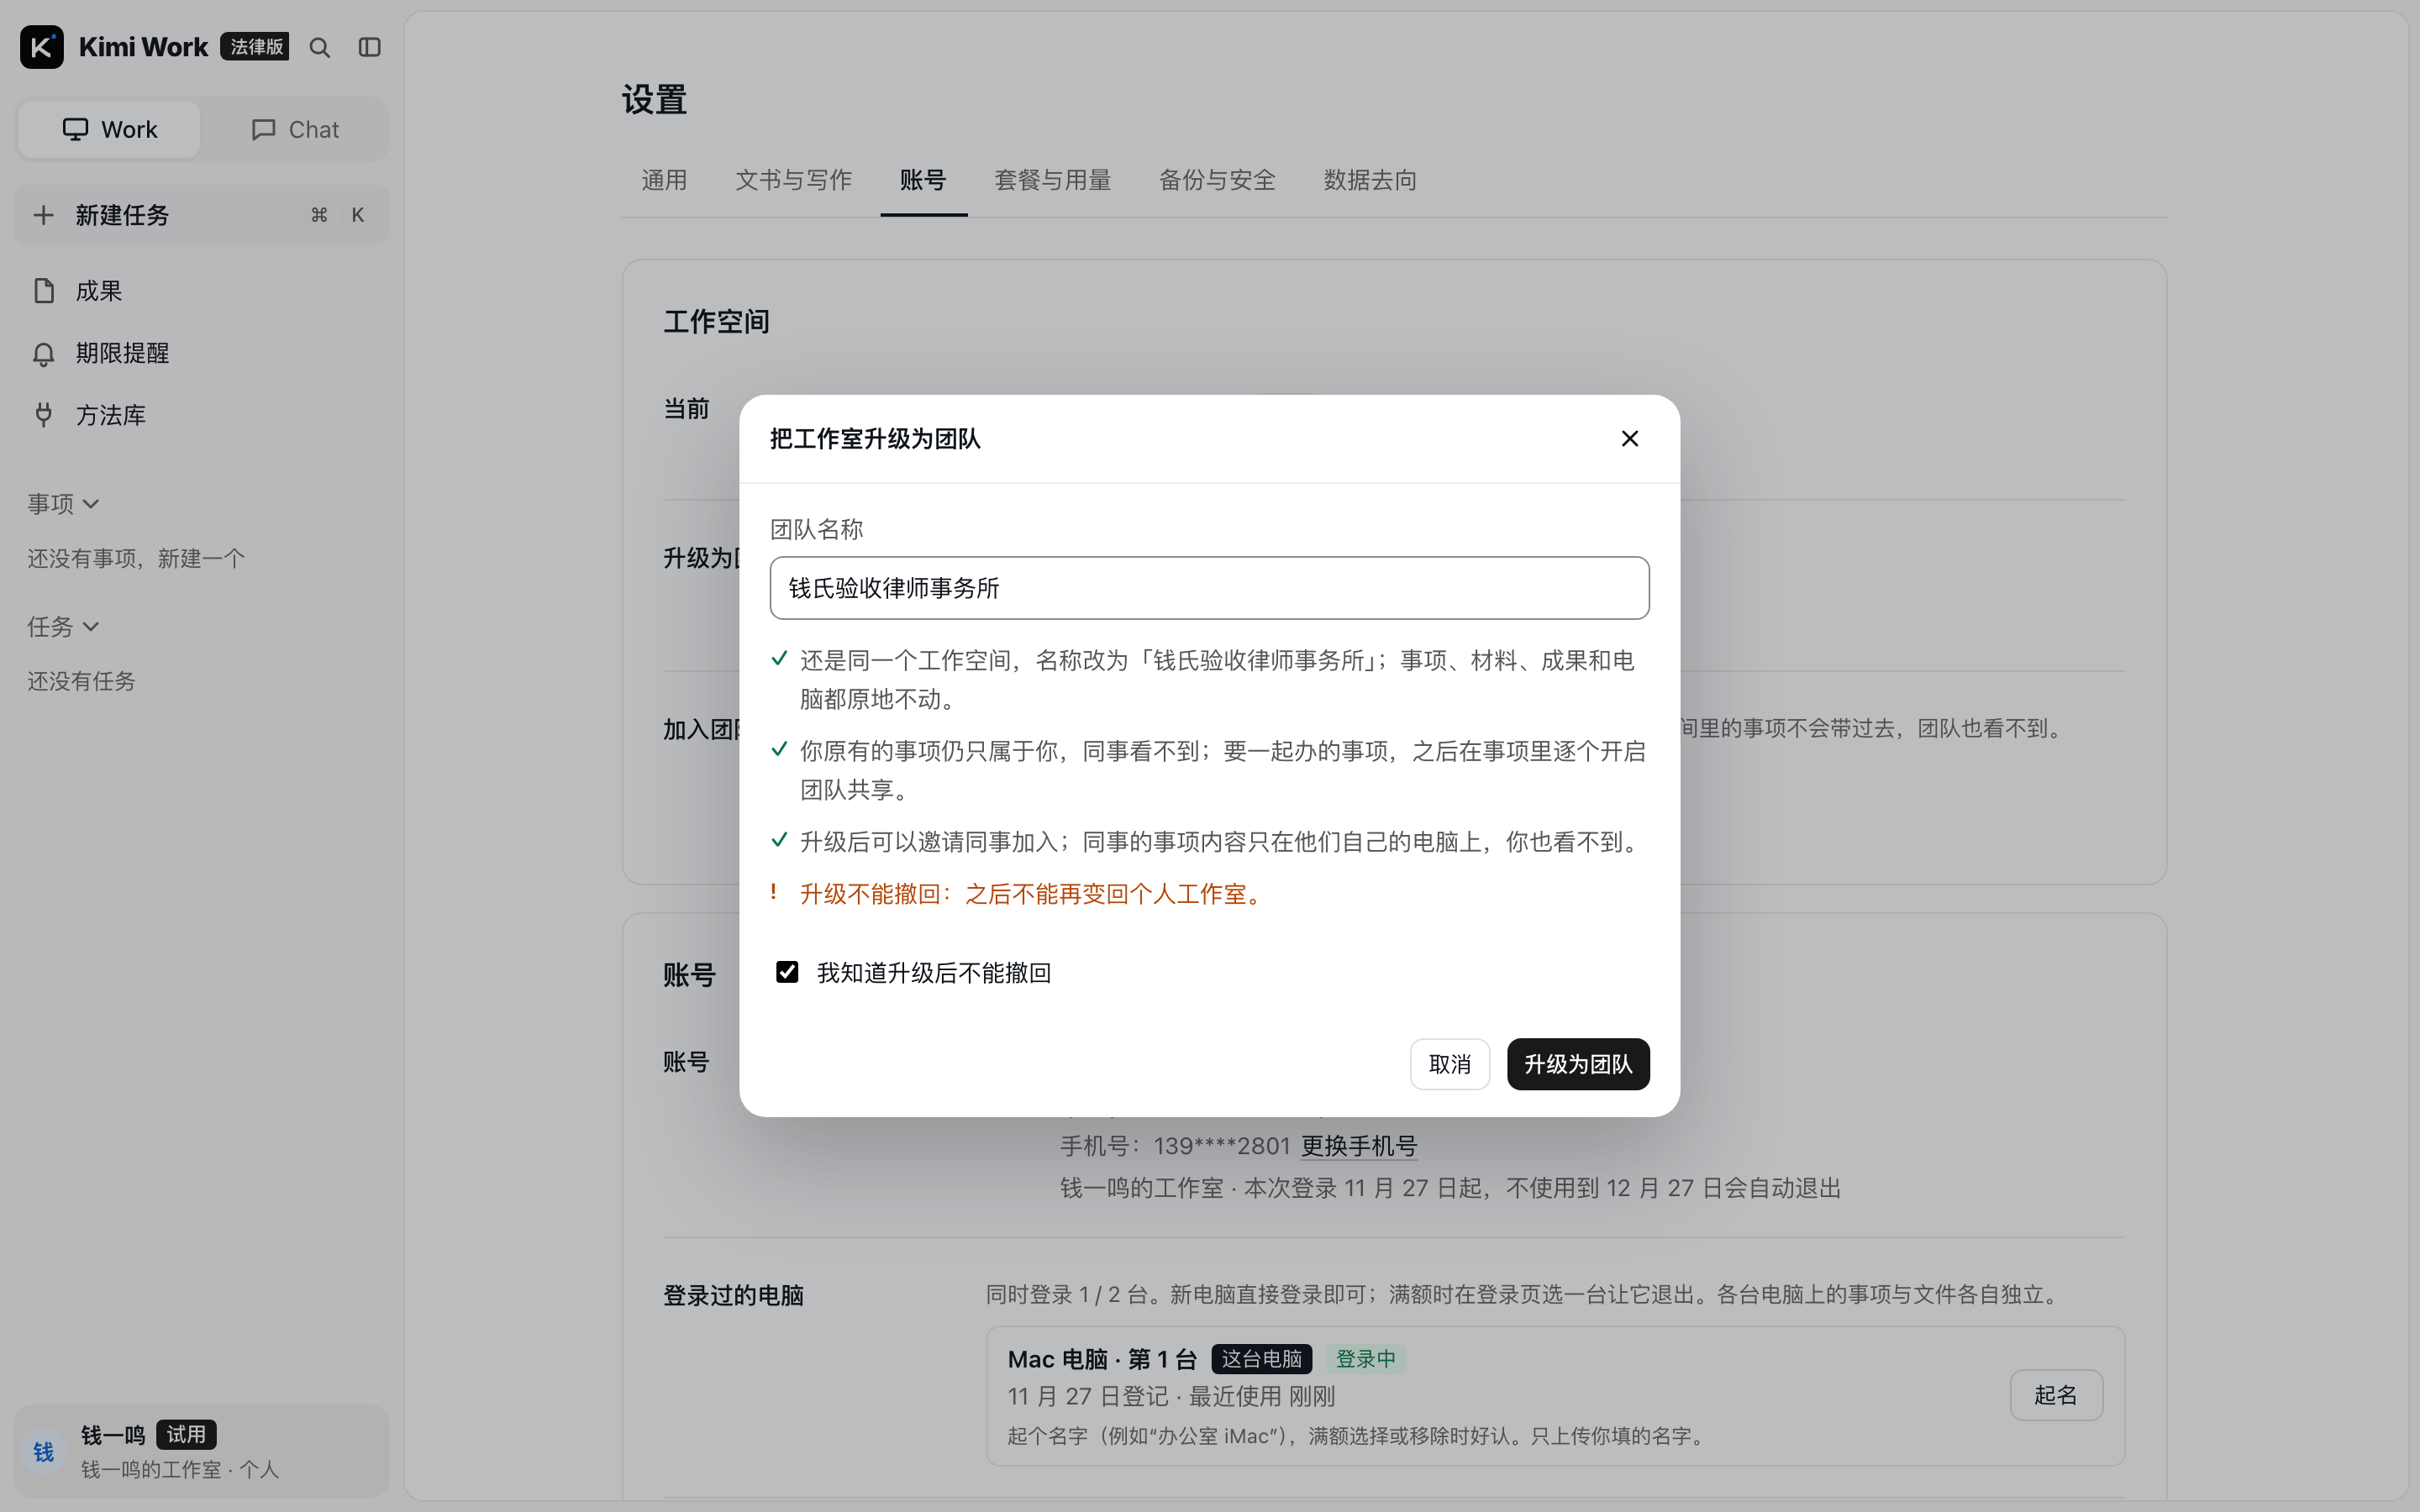 Kimi Work 法律版
Work
Chat
新建任务 ⌘ K
成果
期限提醒
方法库
事项
还没有事项，新建一个
任务
还没有任务
钱
钱一鸣 试用
钱一鸣的工作室 · 个人
设置
通用 文书与写作 账号 套餐与用量 备份与安全 数据去向
工作空间
当前
升级为
加入团
间里的事项不会带过去，团队也看不到。
把工作室升级为团队
团队名称
钱氏验收律师事务所
还是同一个工作空间，名称改为「钱氏验收律师事务所」；事项、材料、成果和电
脑都原地不动。
你原有的事项仍只属于你，同事看不到；要一起办的事项，之后在事项里逐个开启
团队共享。
升级后可以邀请同事加入；同事的事项内容只在他们自己的电脑上，你也看不到。
! 升级不能撤回：之后不能再变回个人工作室。
我知道升级后不能撤回
取消 升级为团队
账号
账号
手机号：139****2801 更换手机号
钱一鸣的工作室 · 本次登录 11 月 27 日起，不使用到 12 月 27 日会自动退出
登录过的电脑
同时登录 1 / 2 台。新电脑直接登录即可；满额时在登录页选一台让它退出。各台电脑上的事项与文件各自独立。
Mac 电脑 · 第 1 台 这台电脑 登录中
11 月 27 日登记 · 最近使用 刚刚
起个名字（例如“办公室 iMac”），满额选择或移除时好认。只上传你填的名字。
起名